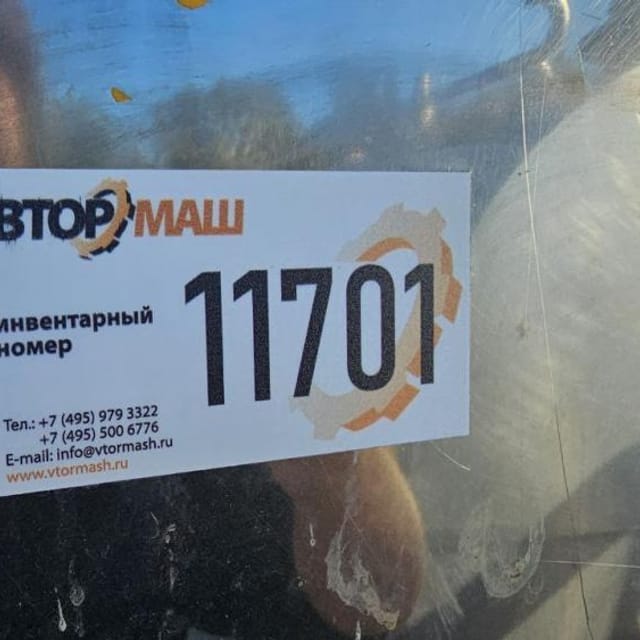 ВТОРМАШ
инвентарный
номер
11701
Тел.: +7 (495) 979 3322
+7 (495) 500 6776
E-mail: info@vtormash.ru
www.vtormash.ru